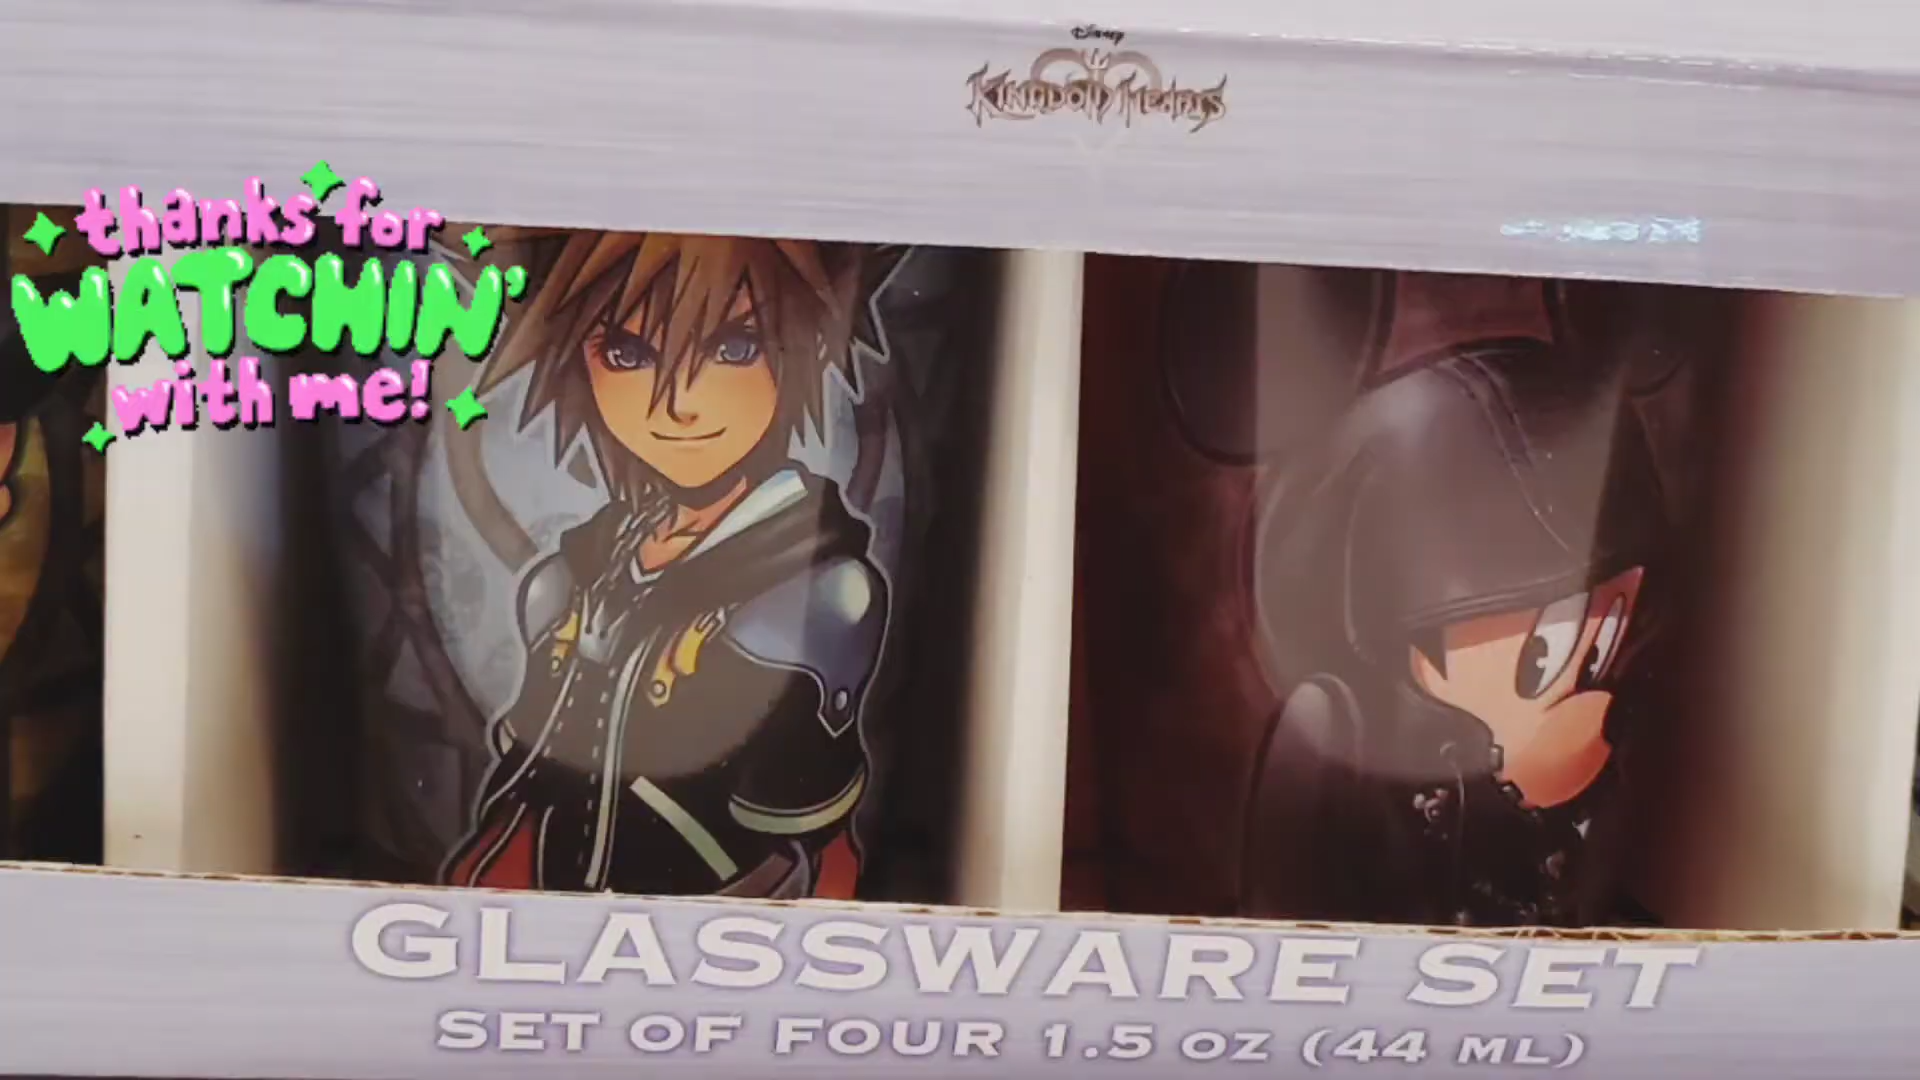 Disney
KINGDOM HEARTS
thanks for
WATCHIN'
with me!
GLASSWARE SET
SET OF FOUR 1.5 OZ (44 ML)